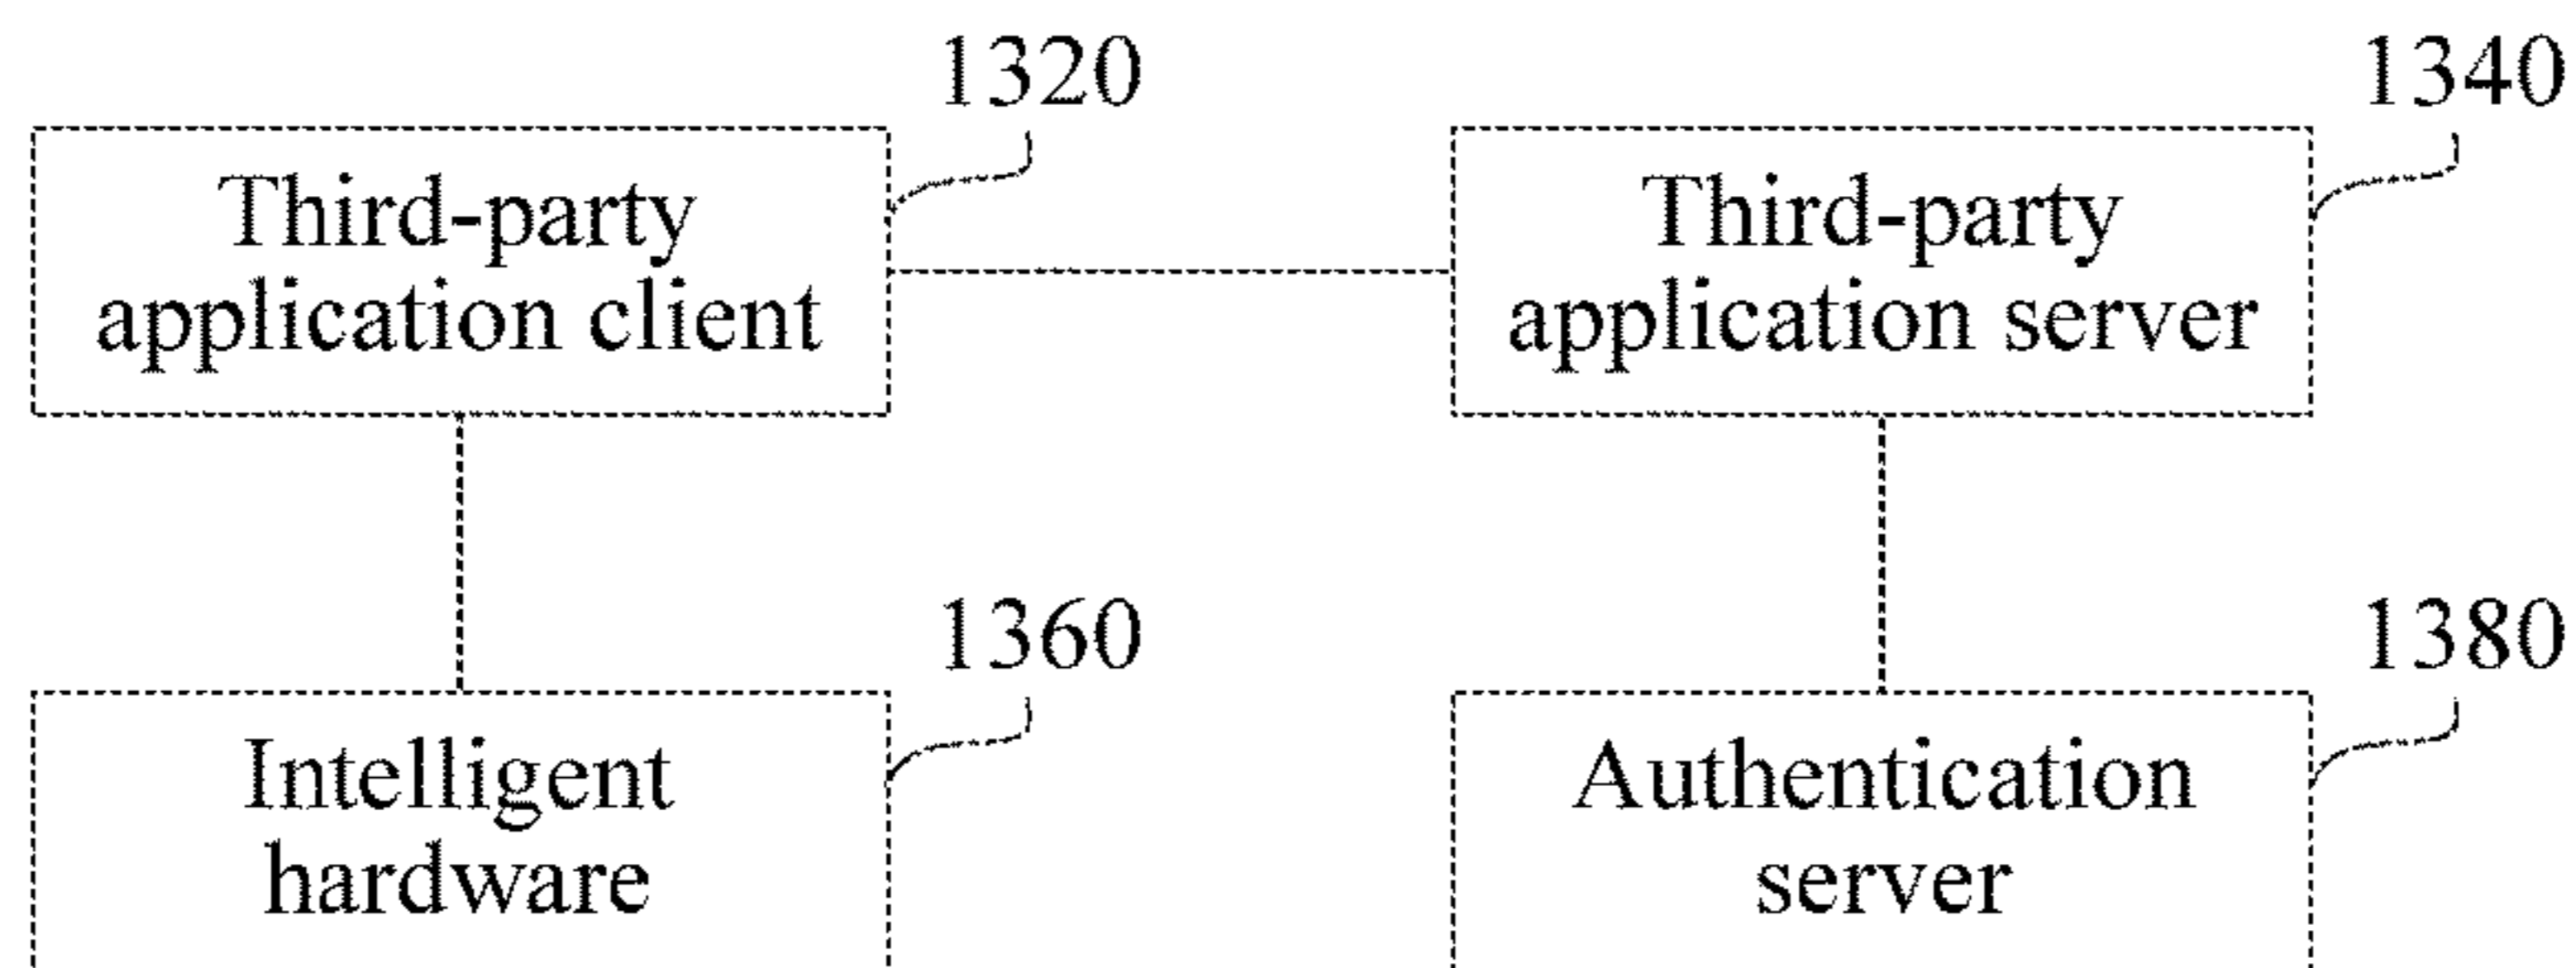 1320
1340
Third-party
application client
Third-party
application server
1360
1380
Intelligent
hardware
Authentication
server